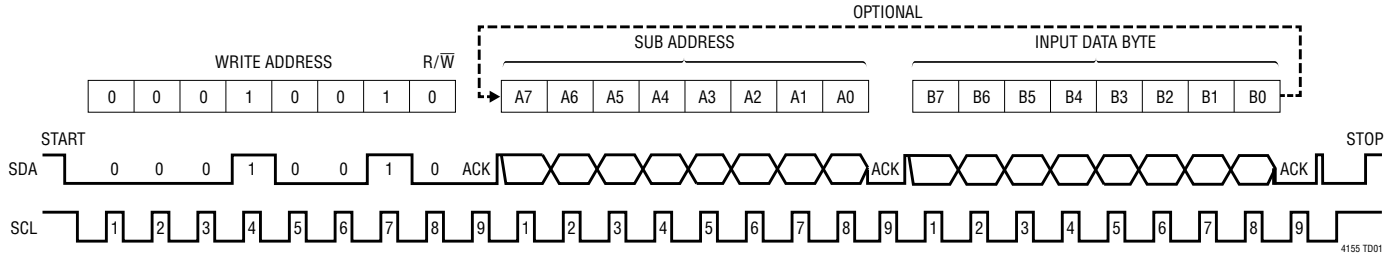 OPTIONAL
WRITE ADDRESS R/W̅ SUB ADDRESS INPUT DATA BYTE
0 0 0 1 0 0 1 0 A7 A6 A5 A4 A3 A2 A1 A0 B7 B6 B5 B4 B3 B2 B1 B0
START STOP
SDA 0 0 0 1 0 0 1 0 ACK ACK ACK
SCL 1 2 3 4 5 6 7 8 9 1 2 3 4 5 6 7 8 9 1 2 3 4 5 6 7 8 9
4155 TD01